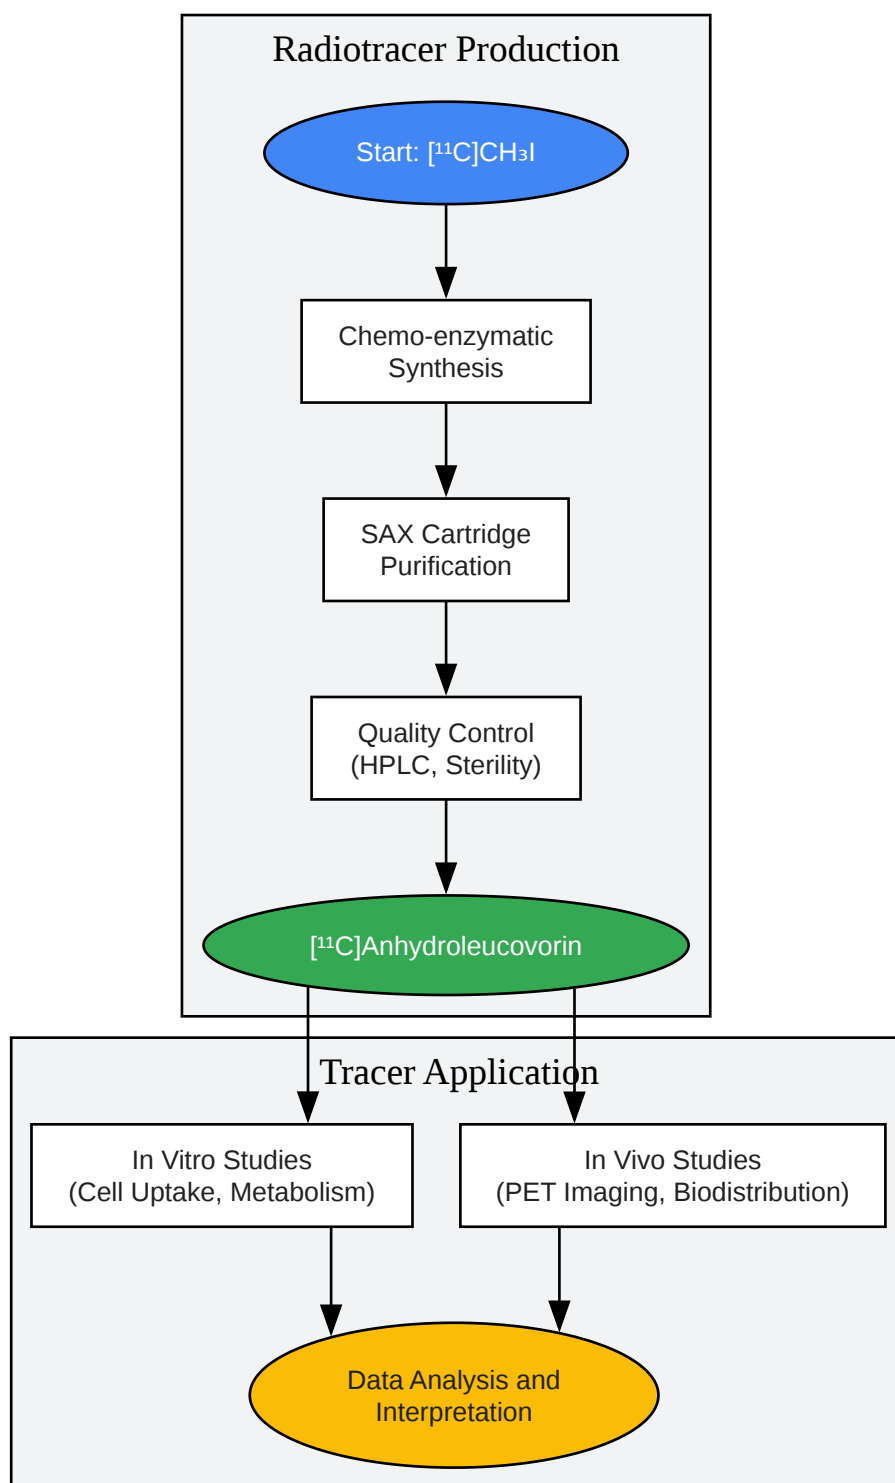 Radiotracer Production
Start: [¹¹C]CH₃I
Chemo-enzymatic
Synthesis
SAX Cartridge
Purification
Quality Control
(HPLC, Sterility)
[¹¹C]Anhydroleucovorin
Tracer Application
In Vitro Studies
(Cell Uptake, Metabolism)
In Vivo Studies
(PET Imaging, Biodistribution)
Data Analysis and
Interpretation